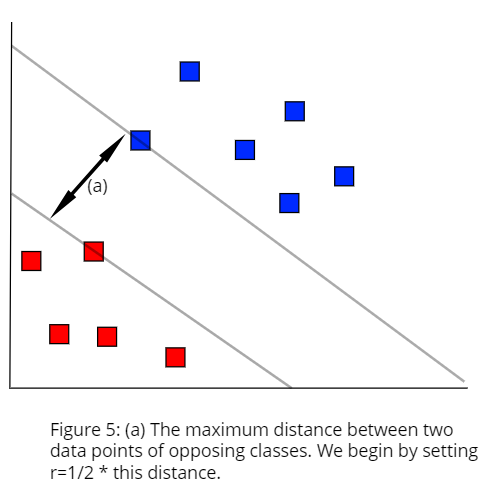 (a)
Figure 5: (a) The maximum distance between two
data points of opposing classes. We begin by setting
r=1/2 * this distance.